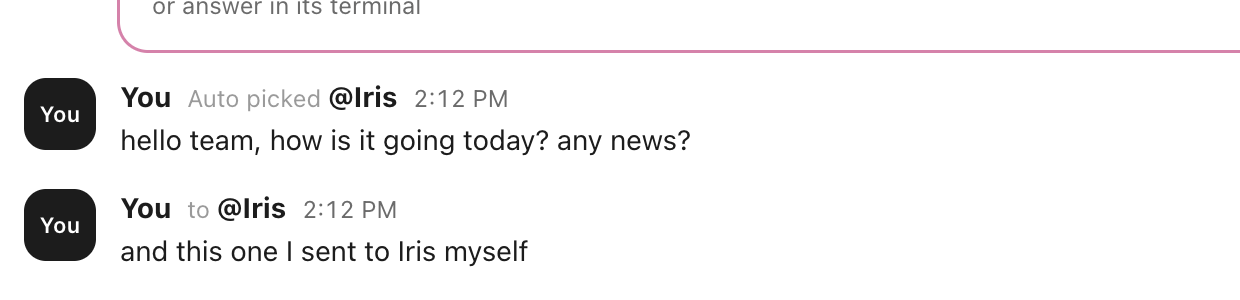 or answer in its terminal
You
You Auto picked @Iris 2:12 PM
hello team, how is it going today? any news?
You
You to @Iris 2:12 PM
and this one I sent to Iris myself